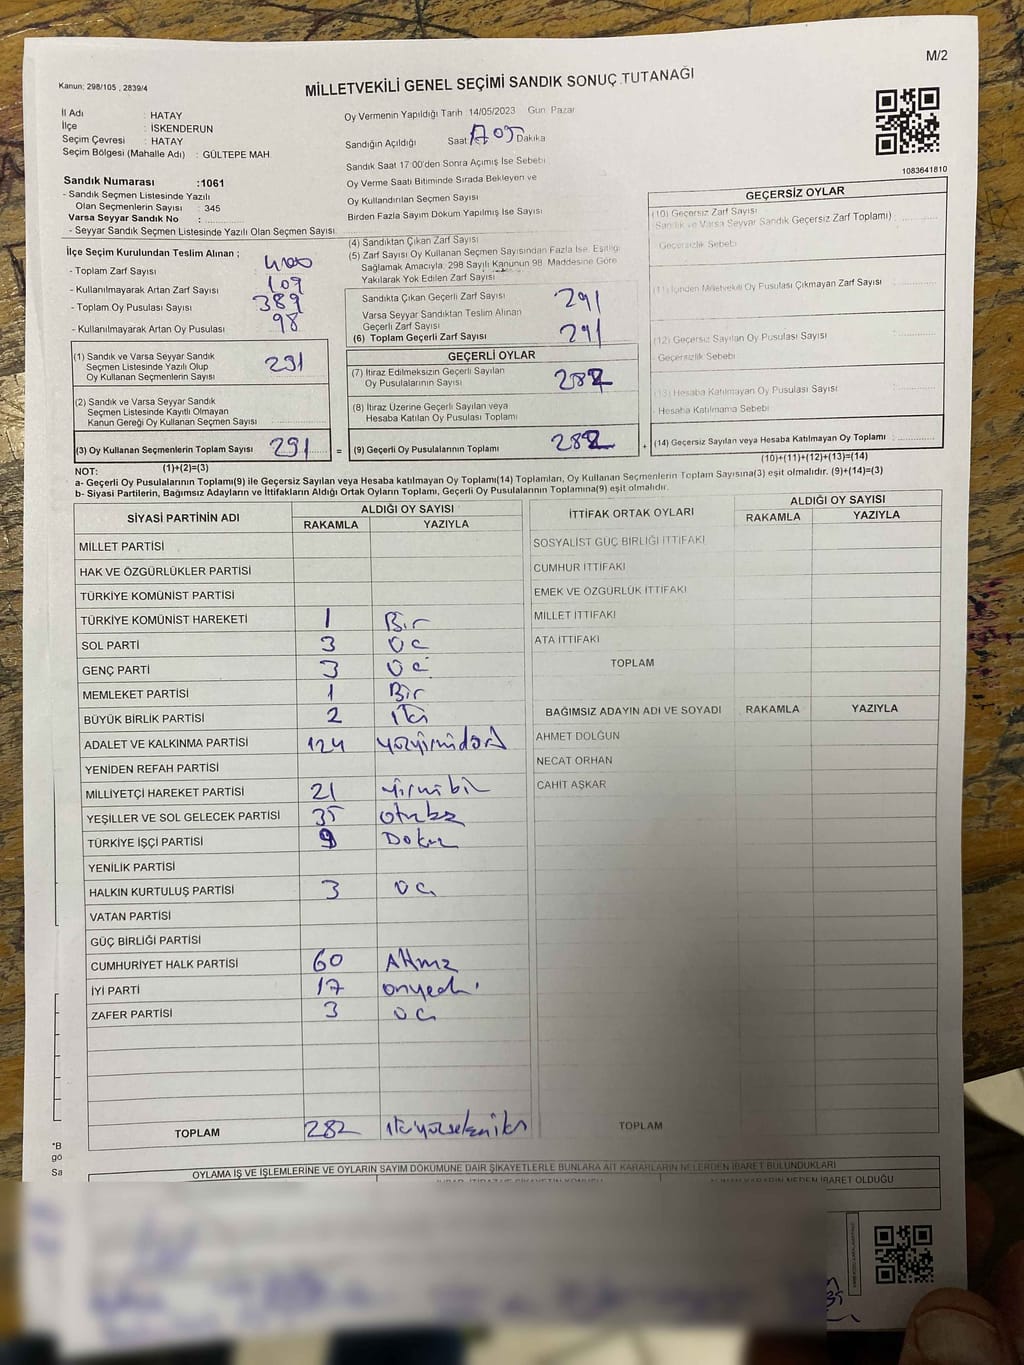 M/2
Kanun; 298/105 , 2839/4
MİLLETVEKİLİ GENEL SEÇİMİ SANDIK SONUÇ TUTANAĞI
İl Adı : HATAY
İlçe : İSKENDERUN
Seçim Çevresi : HATAY
Seçim Bölgesi (Mahalle Adı) : GÜLTEPE MAH
Oy Vermenin Yapıldığı Tarih 14/05/2023 Gün: Pazar
Sandığın Açıldığı Saat 17 05 Dakika
Sandık Saat 17:00'den Sonra Açımış İse Sebebi
Oy Verme Saati Bitiminde Sırada Bekleyen ve
Oy Kullandırılan Seçmen Sayısı
Birden Fazla Sayım Döküm Yapılmış İse Sayısı
1083641810
Sandık Numarası :1061
- Sandık Seçmen Listesinde Yazılı
Olan Seçmenlerin Sayısı : 345
Varsa Seyyar Sandık No :
- Seyyar Sandık Seçmen Listesinde Yazılı Olan Seçmen Sayısı
İlçe Seçim Kurulundan Teslim Alınan ;
- Toplam Zarf Sayısı 400
- Kullanılmayarak Artan Zarf Sayısı 109
- Toplam Oy Pusulası Sayısı 389
- Kullanılmayarak Artan Oy Pusulası 98
(4) Sandıktan Çıkan Zarf Sayısı
(5) Zarf Sayısı Oy Kullanan Seçmen Sayısından Fazla İse, Eşitliği
Sağlamak Amacıyla, 298 Sayılı Kanunun 98. Maddesine Göre
Yakılarak Yok Edilen Zarf Sayısı
Sandıkta Çıkan Geçerli Zarf Sayısı 291
Varsa Seyyar Sandıktan Teslim Alınan
Geçerli Zarf Sayısı
(6) Toplam Geçerli Zarf Sayısı 291
GEÇERSİZ OYLAR
(10) Geçersiz Zarf Sayısı
Sandık ve Varsa Seyyar Sandık Geçersiz Zarf Toplamı)
Geçersizlik Sebebi
(11) İçinden Milletvekili Oy Pusulası Çıkmayan Zarf Sayısı
(12) Geçersiz Sayılan Oy Pusulası Sayısı
Geçersizlik Sebebi
(13) Hesaba Katılmayan Oy Pusulası Sayısı
Hesaba Katılmama Sebebi
(14) Geçersiz Sayılan veya Hesaba Katılmayan Oy Toplamı
(10)+(11)+(12)+(13)=(14)
(1) Sandık ve Varsa Seyyar Sandık
Seçmen Listesinde Yazılı Olup
Oy Kullanan Seçmenlerin Sayısı 291
(2) Sandık ve Varsa Seyyar Sandık
Seçmen Listesinde Kayıtlı Olmayan
Kanun Gereği Oy Kullanan Seçmen Sayısı
(3) Oy Kullanan Seçmenlerin Toplam Sayısı 291 =
(1)+(2)=(3)
GEÇERLİ OYLAR
(7) İtiraz Edilmeksizin Geçerli Sayılan
Oy Pusulalarının Sayısı 282
(8) İtiraz Üzerine Geçerli Sayılan veya
Hesaba Katılan Oy Pusulası Toplamı
(9) Geçerli Oy Pusulalarının Toplamı 282 +
NOT:
a- Geçerli Oy Pusulasının Toplamı(9) ile Geçersiz Sayılan veya Hesaba katılmayan Oy Toplamı(14) Toplamları, Oy Kullanan Seçmenlerin Toplam Sayısına(3) eşit olmalıdır. (9)+(14)=(3)
b- Siyasi Partilerin, Bağımsız Adayların ve İttifakların Aldığı Ortak Oyların Toplamı, Geçerli Oy Pusulalarının Toplamına(9) eşit olmalıdır.
SİYASİ PARTİNİN ADI ALDIĞI OY SAYISI
RAKAMLA YAZIYLA
MİLLET PARTİSİ
HAK VE ÖZGÜRLÜKLER PARTİSİ
TÜRKİYE KOMÜNİST PARTİSİ
TÜRKİYE KOMÜNİST HAREKETİ 1 Bir
SOL PARTİ 3 Üç
GENÇ PARTİ 3 Üç
MEMLEKET PARTİSİ 1 Bir
BÜYÜK BİRLİK PARTİSİ 2 İki
ADALET VE KALKINMA PARTİSİ 124 yüzyirmidört
YENİDEN REFAH PARTİSİ
MİLLİYETÇİ HAREKET PARTİSİ 21 yirmibir
YEŞİLLER VE SOL GELECEK PARTİSİ 35 otuzbeş
TÜRKİYE İŞÇİ PARTİSİ 9 Dokuz
YENİLİK PARTİSİ
HALKIN KURTULUŞ PARTİSİ 3 Üç
VATAN PARTİSİ
GÜÇ BİRLİĞİ PARTİSİ
CUMHURİYET HALK PARTİSİ 60 Altmış
İYİ PARTİ 17 onyedi
ZAFER PARTİSİ 3 Üç
TOPLAM 282 ikiyüzsekseniki
İTTİFAK ORTAK OYLARI ALDIĞI OY SAYISI
RAKAMLA YAZIYLA
SOSYALİST GÜÇ BİRLİĞİ İTTİFAKI
CUMHUR İTTİFAKI
EMEK VE ÖZGÜRLÜK İTTİFAKI
MİLLET İTTİFAKI
ATA İTTİFAKI
TOPLAM
BAĞIMSIZ ADAYIN ADI VE SOYADI RAKAMLA YAZIYLA
AHMET DOLĞUN
NECAT ORHAN
CAHİT AŞKAR
TOPLAM
OYLAMA İŞ VE İŞLEMLERİNE VE OYLARIN SAYIM DÖKÜMÜNE DAİR ŞİKAYETLERLE BUNLARA AİT KARARLARIN NELERDEN İBARET BULUNDUKLARI